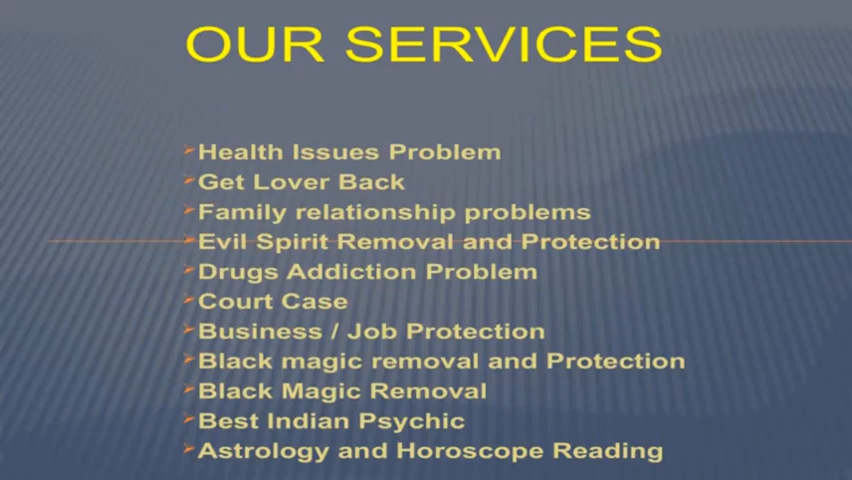 OUR SERVICES
Health Issues Problem
Get Lover Back
Family relationship problems
Evil Spirit Removal and Protection
Drugs Addiction Problem
Court Case
Business / Job Protection
Black magic removal and Protection
Black Magic Removal
Best Indian Psychic
Astrology and Horoscope Reading